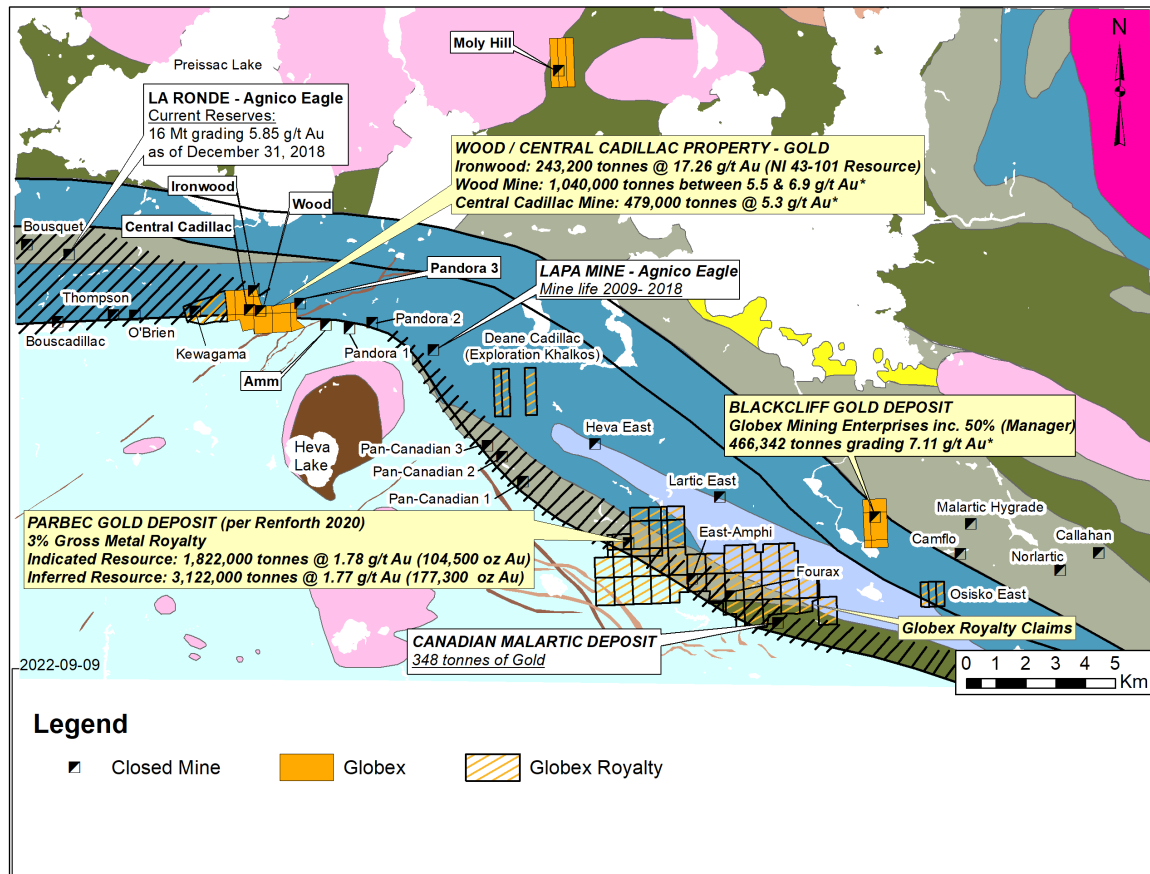 Moly Hill
N
Preissac Lake
LA RONDE - Agnico Eagle
Current Reserves:
16 Mt grading 5.85 g/t Au
as of December 31, 2018
WOOD / CENTRAL CADILLAC PROPERTY - GOLD
Ironwood: 243,200 tonnes @ 17.26 g/t Au (NI 43-101 Resource)
Wood Mine: 1,040,000 tonnes between 5.5 & 6.9 g/t Au*
Central Cadillac Mine: 479,000 tonnes @ 5.3 g/t Au*
Ironwood
Wood
Central Cadillac
Bousquet
Pandora 3
LAPA MINE - Agnico Eagle
Mine life 2009- 2018
Thompson
O'Brien
Bouscadillac
Kewagama
Amm
Pandora 1
Pandora 2
Deane Cadillac
(Exploration Khalkos)
BLACKCLIFF GOLD DEPOSIT
Globex Mining Enterprises inc. 50% (Manager)
466,342 tonnes grading 7.11 g/t Au*
Heva East
Heva
Lake
Pan-Canadian 3
Pan-Canadian 2
Pan-Canadian 1
Lartic East
Malartic Hygrade
Camflo
Callahan
Norlartic
PARBEC GOLD DEPOSIT (per Renforth 2020)
3% Gross Metal Royalty
Indicated Resource: 1,822,000 tonnes @ 1.78 g/t Au (104,500 oz Au)
Inferred Resource: 3,122,000 tonnes @ 1.77 g/t Au (177,300 oz Au)
East-Amphi
Fourax
Osisko East
Globex Royalty Claims
CANADIAN MALARTIC DEPOSIT
348 tonnes of Gold
2022-09-09
0 1 2 3 4 5
Km
Legend
Closed Mine
Globex
Globex Royalty